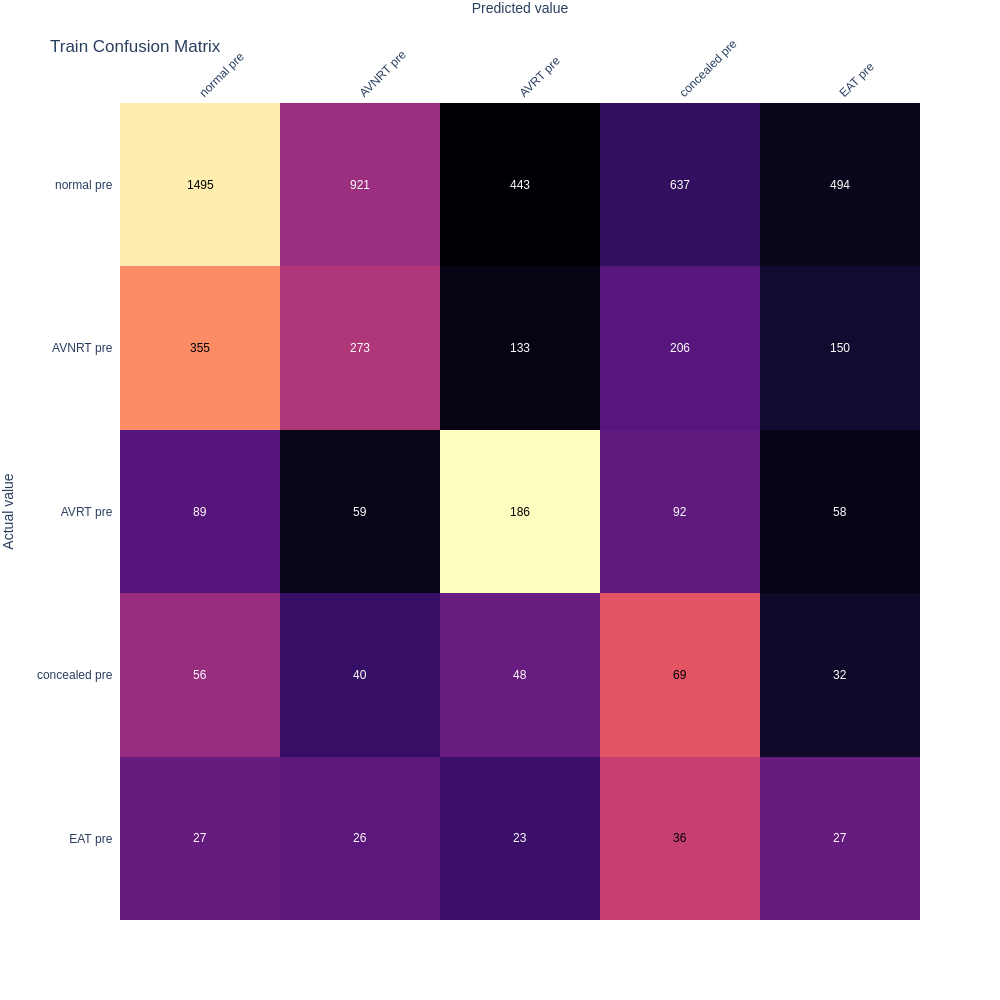 Predicted value
Train Confusion Matrix
normal pre AVNRT pre AVRT pre concealed pre EAT pre
normal pre 1495 921 443 637 494
AVNRT pre 355 273 133 206 150
AVRT pre 89 59 186 92 58
Actual value
concealed pre 56 40 48 69 32
EAT pre 27 26 23 36 27